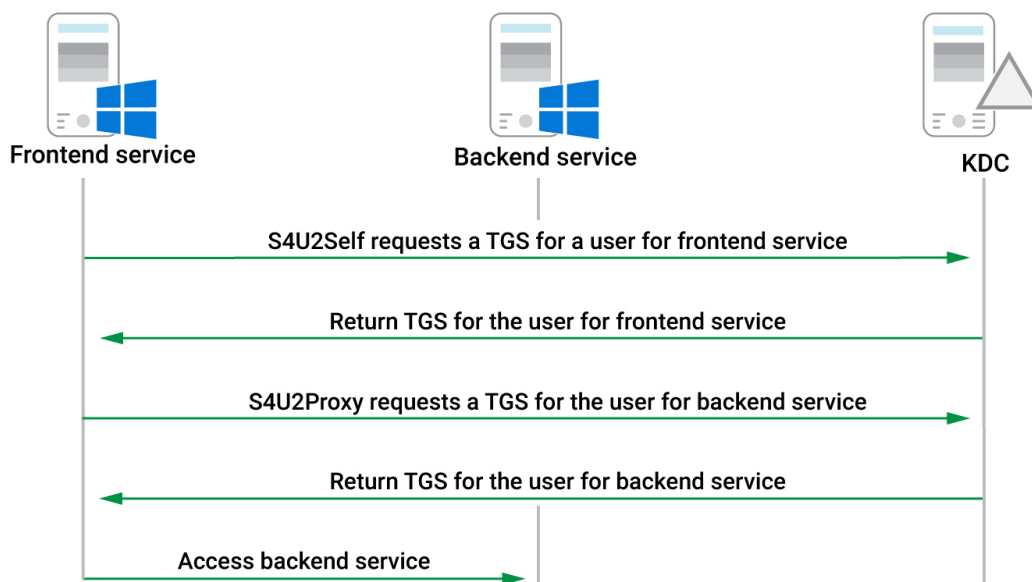 Frontend service
Backend service
KDC
S4U2Self requests a TGS for a user for frontend service
Return TGS for the user for frontend service
S4U2Proxy requests a TGS for the user for backend service
Return TGS for the user for backend service
Access backend service